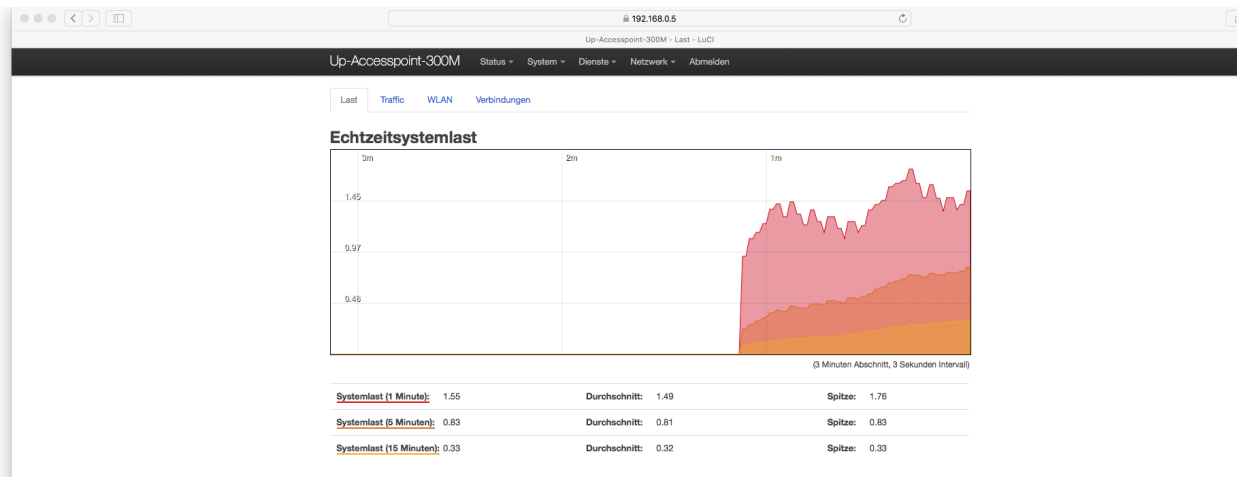 192.168.0.5
Up-Accesspoint-300M - Last - LuCI
Up-Accesspoint-300M Status System Dienste Netzwerk Abmelden
Last Traffic WLAN Verbindungen
Echtzeitsystemlast
3m 2m 1m
1.45
0.97
0.48
(3 Minuten Abschnitt, 3 Sekunden Intervall)
Systemlast (1 Minute): 1.55 Durchschnitt: 1.49 Spitze: 1.76
Systemlast (5 Minuten): 0.83 Durchschnitt: 0.81 Spitze: 0.83
Systemlast (15 Minuten): 0.33 Durchschnitt: 0.32 Spitze: 0.33